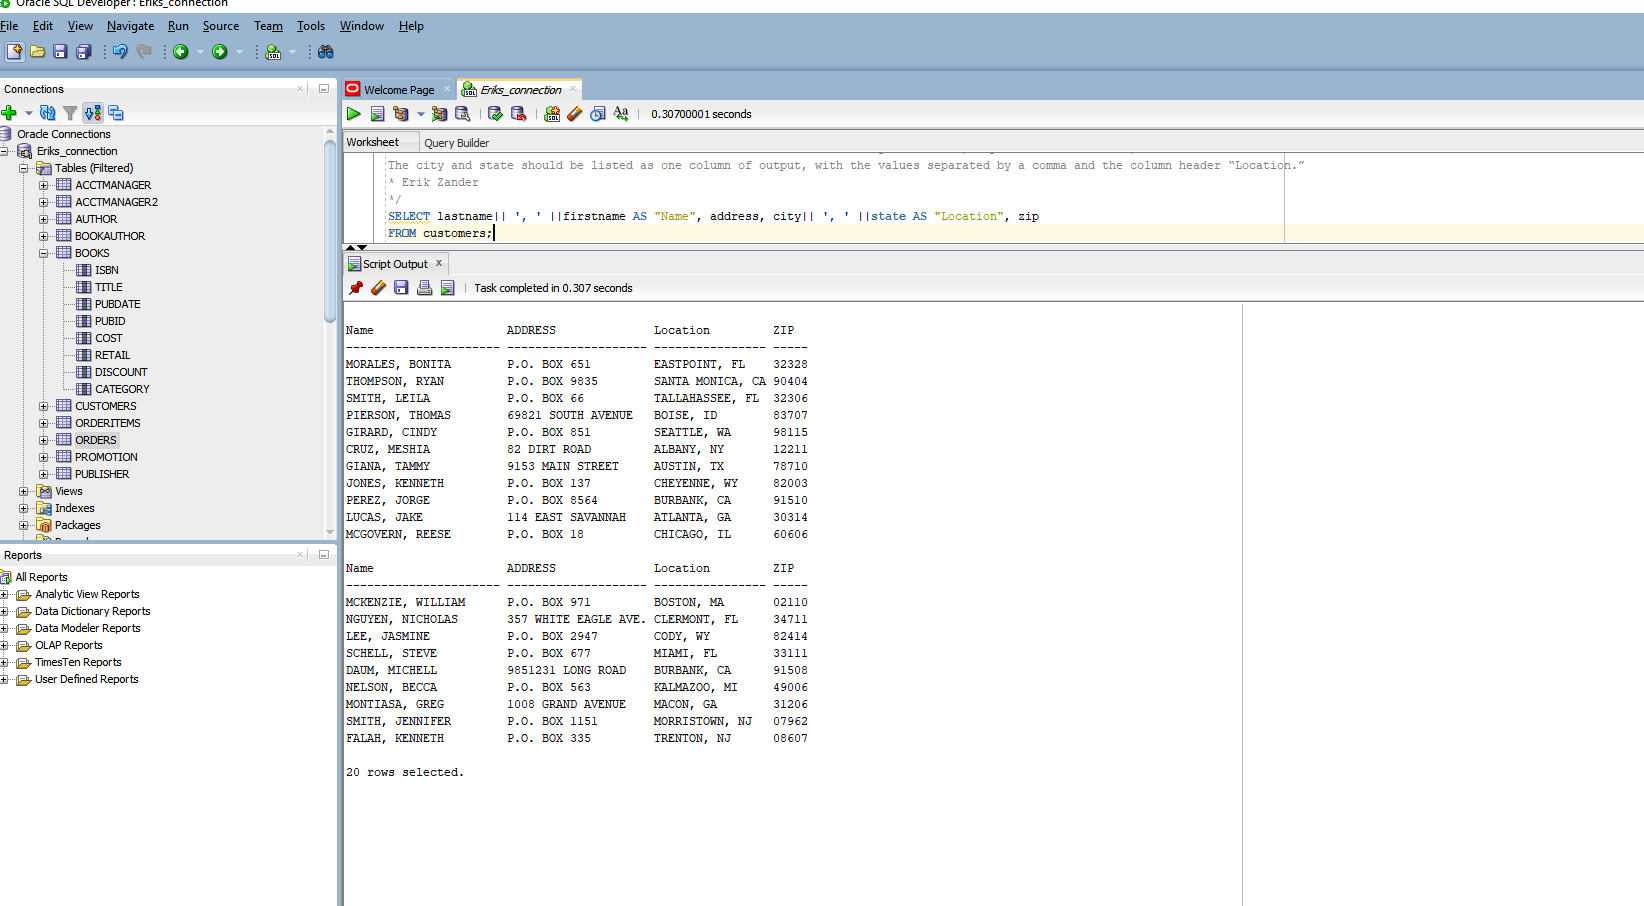 Oracle SQL Developer : Eriks_connection
File Edit View Navigate Run Source Team Tools Window Help
Connections
Oracle Connections
Eriks_connection
Tables (Filtered)
ACCTMANAGER
ACCTMANAGER2
AUTHOR
BOOKAUTHOR
BOOKS
ISBN
TITLE
PUBDATE
PUBID
COST
RETAIL
DISCOUNT
CATEGORY
CUSTOMERS
ORDERITEMS
ORDERS
PROMOTION
PUBLISHER
Views
Indexes
Packages
Reports
All Reports
Analytic View Reports
Data Dictionary Reports
Data Modeler Reports
OLAP Reports
TimesTen Reports
User Defined Reports
Welcome Page
Eriks_connection
0.30700001 seconds
Worksheet Query Builder
The city and state should be listed as one column of output, with the values separated by a comma and the column header “Location.”
* Erik Zander
*/
SELECT lastname|| ', ' ||firstname AS "Name", address, city|| ', ' ||state AS "Location", zip
FROM customers;
Script Output
Task completed in 0.307 seconds
Name ADDRESS Location ZIP
---------------------- -------------------- ---------------- -----
MORALES, BONITA P.O. BOX 651 EASTPOINT, FL 32328
THOMPSON, RYAN P.O. BOX 9835 SANTA MONICA, CA 90404
SMITH, LEILA P.O. BOX 66 TALLAHASSEE, FL 32306
PIERSON, THOMAS 69821 SOUTH AVENUE BOISE, ID 83707
GIRARD, CINDY P.O. BOX 851 SEATTLE, WA 98115
CRUZ, MESHIA 82 DIRT ROAD ALBANY, NY 12211
GIANA, TAMMY 9153 MAIN STREET AUSTIN, TX 78710
JONES, KENNETH P.O. BOX 137 CHEYENNE, WY 82003
PEREZ, JORGE P.O. BOX 8564 BURBANK, CA 91510
LUCAS, JAKE 114 EAST SAVANNAH ATLANTA, GA 30314
MCGOVERN, REESE P.O. BOX 18 CHICAGO, IL 60606
Name ADDRESS Location ZIP
---------------------- -------------------- ---------------- -----
MCKENZIE, WILLIAM P.O. BOX 971 BOSTON, MA 02110
NGUYEN, NICHOLAS 357 WHITE EAGLE AVE. CLERMONT, FL 34711
LEE, JASMINE P.O. BOX 2947 CODY, WY 82414
SCHELL, STEVE P.O. BOX 677 MIAMI, FL 33111
DAUM, MICHELL 9851231 LONG ROAD BURBANK, CA 91508
NELSON, BECCA P.O. BOX 563 KALMAZOO, MI 49006
MONTIASA, GREG 1008 GRAND AVENUE MACON, GA 31206
SMITH, JENNIFER P.O. BOX 1151 MORRISTOWN, NJ 07962
FALAH, KENNETH P.O. BOX 335 TRENTON, NJ 08607
20 rows selected.